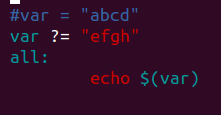 #var = "abcd"
var ?= "efgh"
all:
        echo $(var)